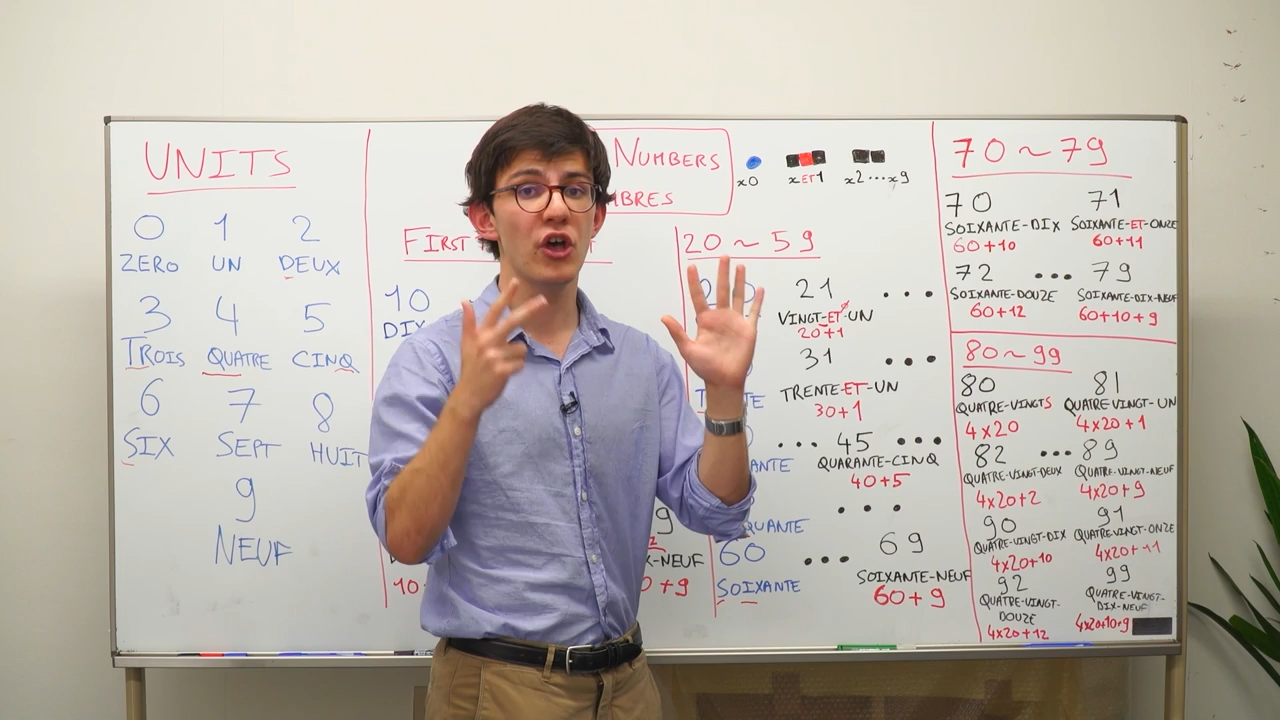 UNITS
0 1 2
ZERO UN DEUX
3 4 5
TROIS QUATRE CINQ
6 7 8
SIX SEPT HUIT
9
NEUF
NUMBERS
x0 xET1 x2...x9
FIRST
10
DIX
9
10
+9
20 ~ 59
21 ...
VINGT-ET-UN
20+1
31 ...
TRENTE-ET-UN
30+1
... 45 ...
QUARANTE-CINQ
40+5
...
60 ... 69
SOIXANTE SOIXANTE-NEUF
60+9
70 ~ 79
70 71
SOIXANTE-DIX SOIXANTE-ET-ONZE
60+10 60+11
72 ... 79
SOIXANTE-DOUZE SOIXANTE-DIX-NEUF
60+12 60+10+9
80 ~ 99
80 81
QUATRE-VINGTS QUATRE-VINGT-UN
4x20 4x20+1
82 ... 89
QUATRE-VINGT-DEUX QUATRE-VINGT-NEUF
4x20+2 4x20+9
90 91
QUATRE-VINGT-DIX QUATRE-VINGT-ONZE
4x20+10 4x20+11
92 99
QUATRE-VINGT-DOUZE QUATRE-VINGT-DIX-NEUF
4x20+12 4x20+10+9